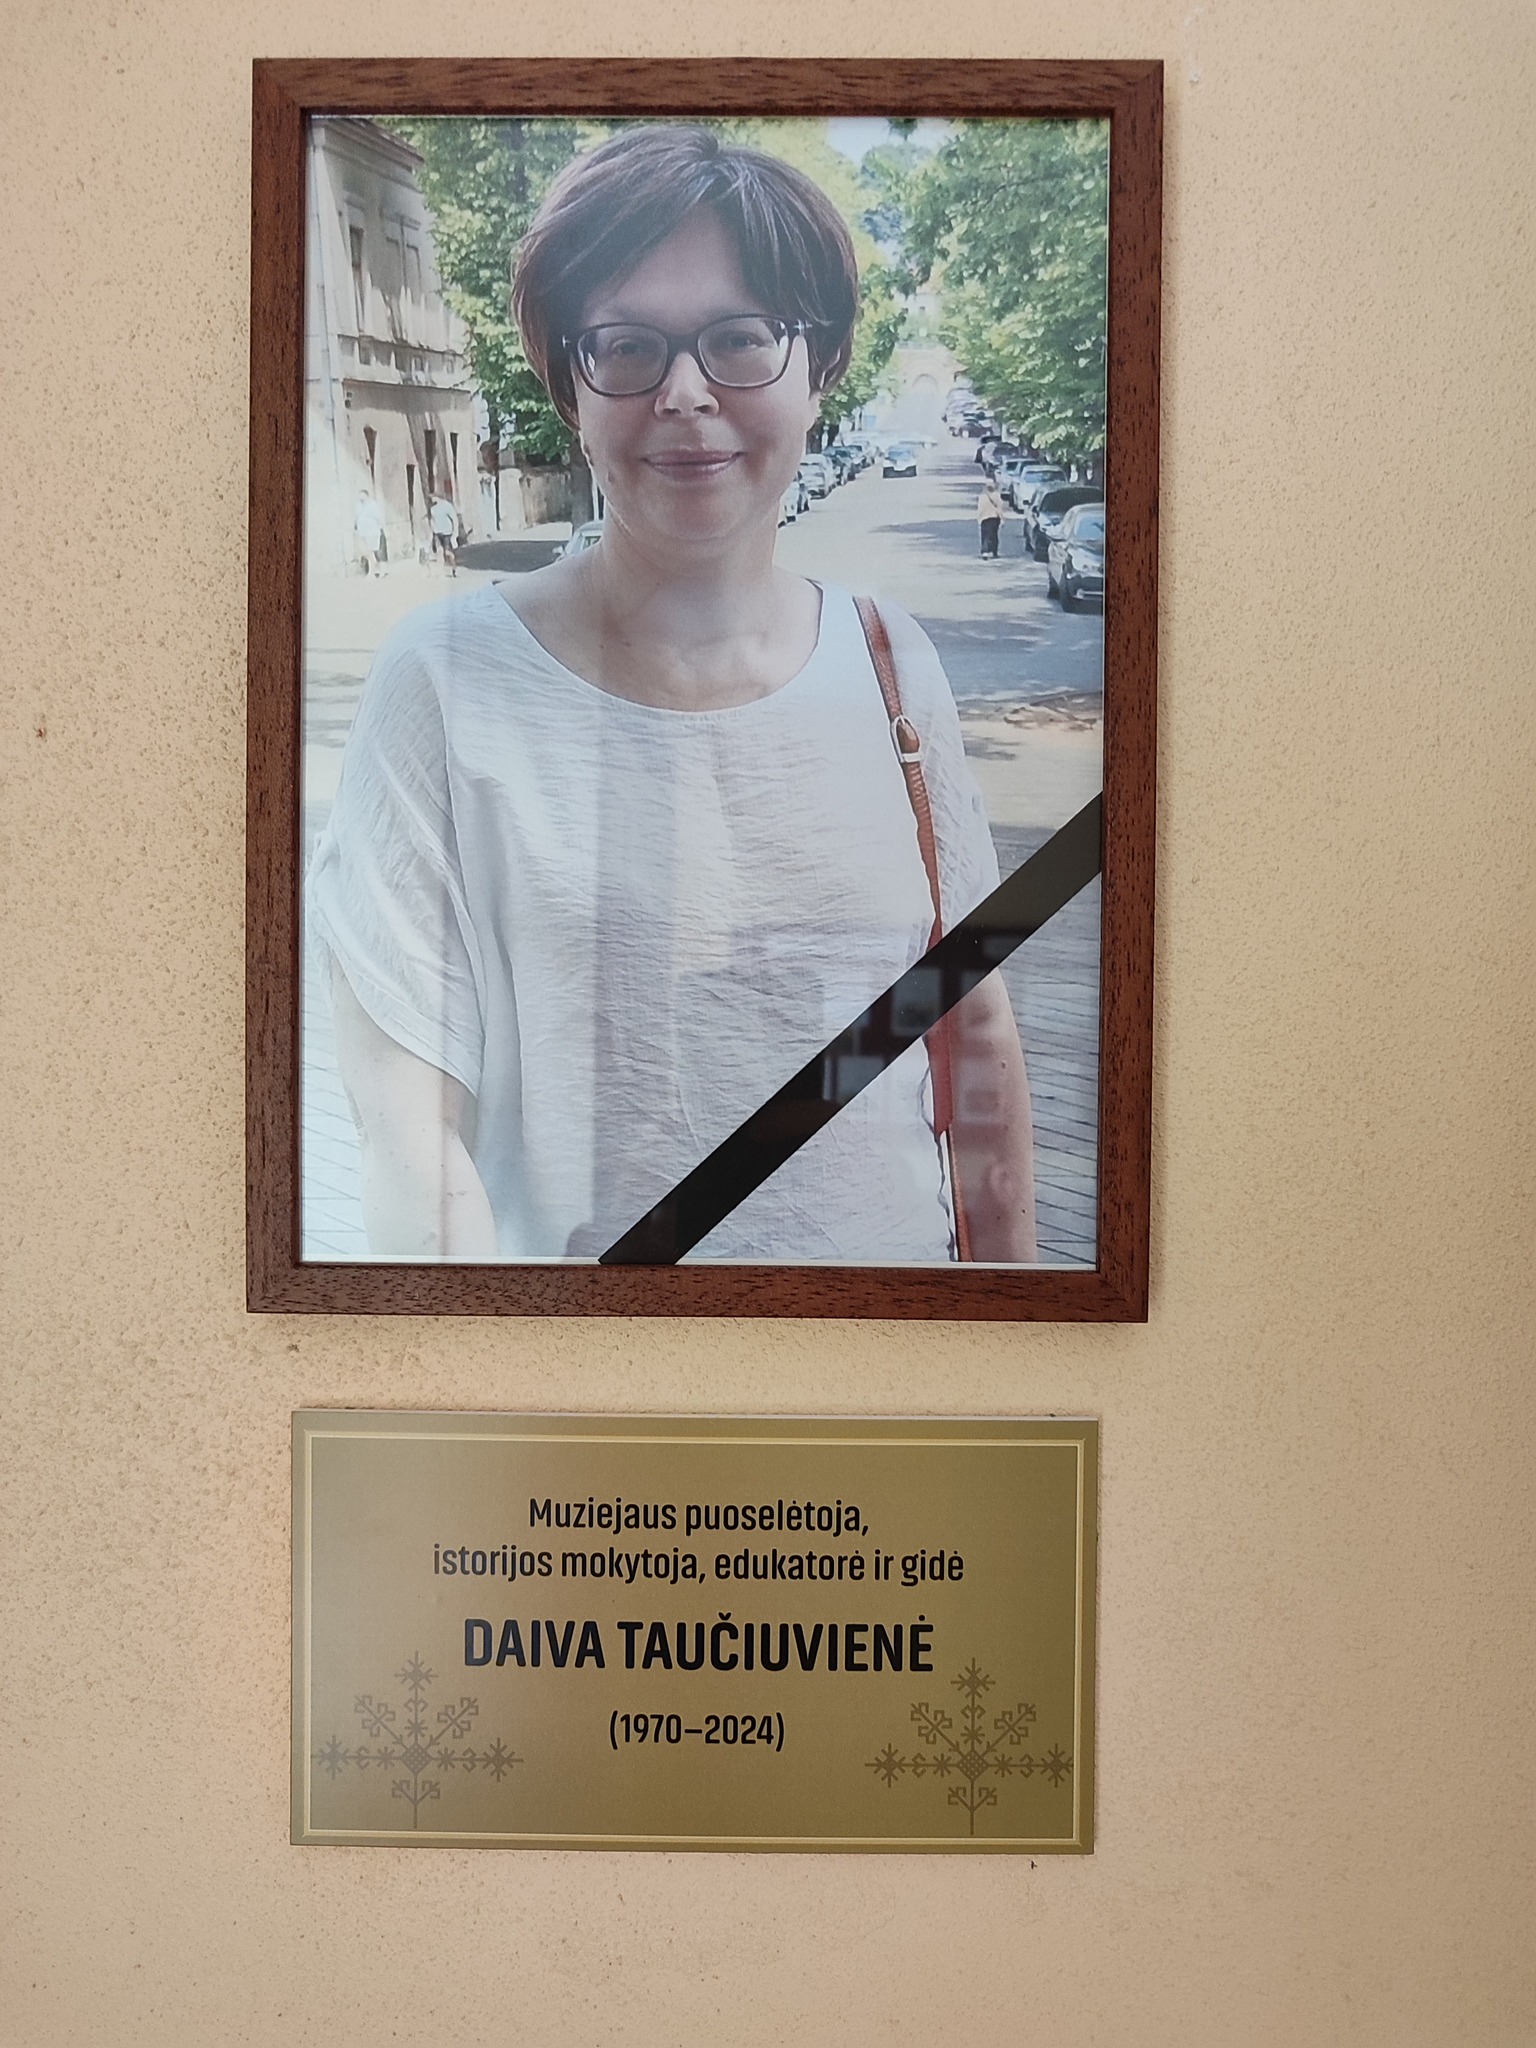 Muziejaus puoselėtoja,
istorijos mokytoja, edukatorė ir gidė
DAIVA TAUČIUVIENĖ
(1970–2024)